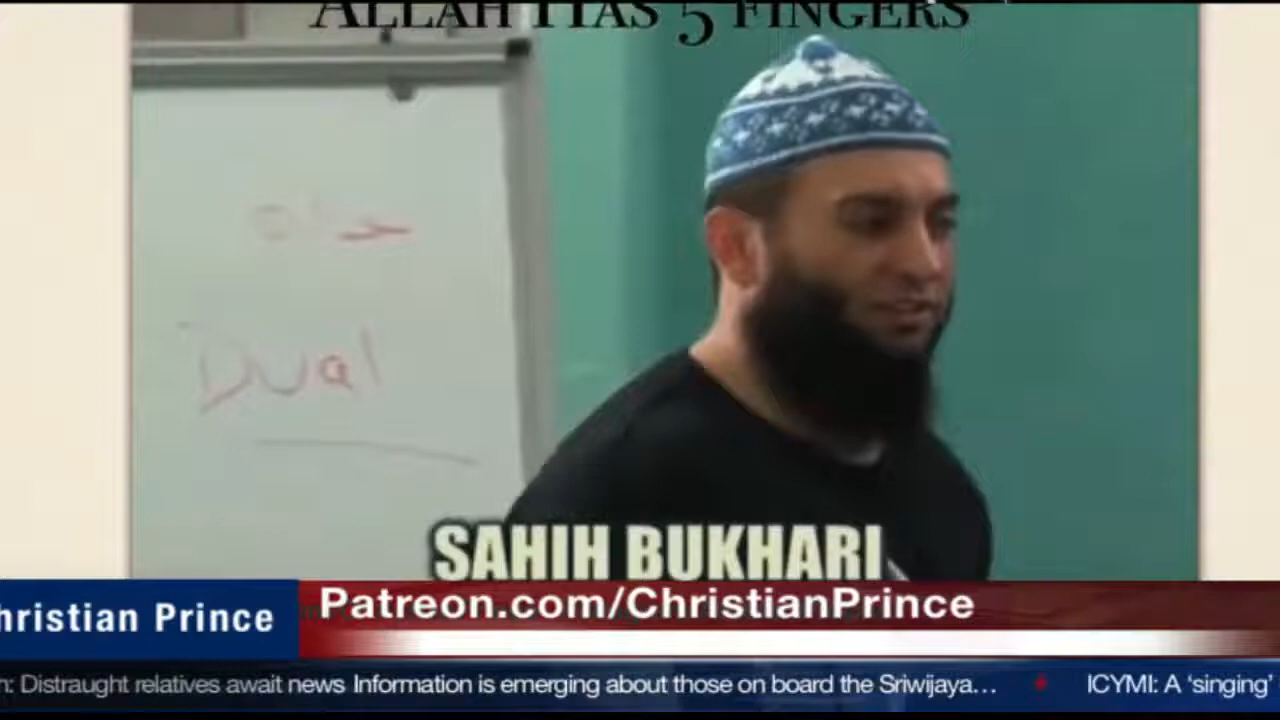 ALLAH HAS 5 FINGERS
Dual
SAHIH BUKHARI
hristian Prince
Patreon.com/ChristianPrince
n: Distraught relatives await news Information is emerging about those on board the Sriwijaya… ICYMI: A ‘singing’